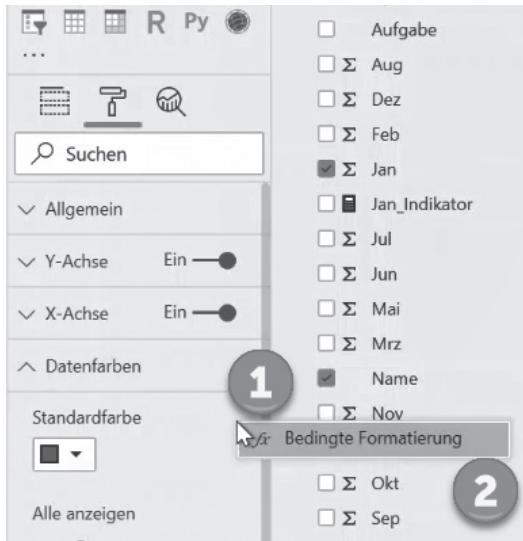 R Py
...
Suchen
Allgemein
Y-Achse Ein
X-Achse Ein
Datenfarben
1
Standardfarbe
Alle anzeigen
Aufgabe
Σ Aug
Σ Dez
Σ Feb
Σ Jan
Jan_Indikator
Σ Jul
Σ Jun
Σ Mai
Σ Mrz
Name
Σ Nov
fx Bedingte Formatierung
2
Σ Okt
Σ Sep